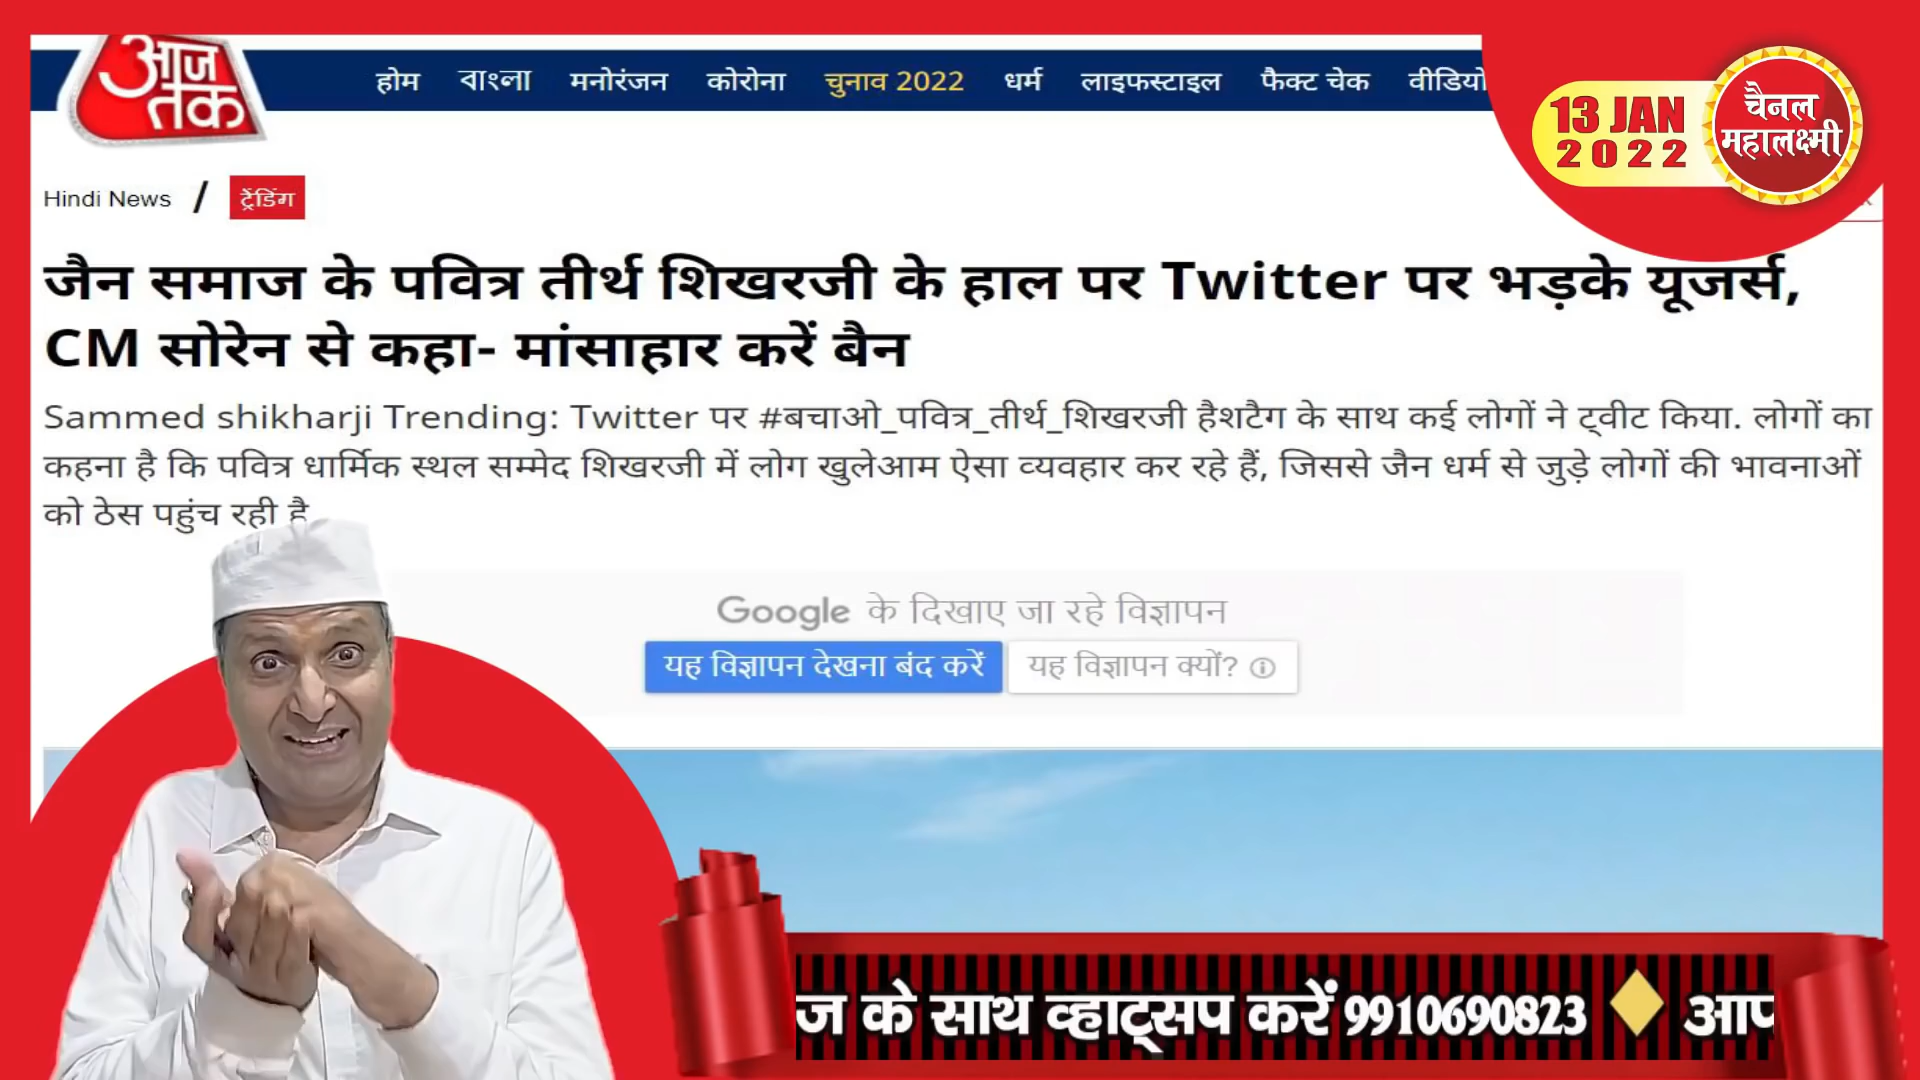 आज तक
होम বাংলা मनोरंजन कोरोना चुनाव 2022 धर्म लाइफस्टाइल फैक्ट चेक वीडियो
13 JAN
2022
चैनल
महालक्ष्मी
Hindi News / ट्रेंडिंग
जैन समाज के पवित्र तीर्थ शिखरजी के हाल पर Twitter पर भड़के यूजर्स,
CM सोरेन से कहा- मांसाहार करें बैन
Sammed shikharji Trending: Twitter पर #बचाओ_पवित्र_तीर्थ_शिखरजी हैशटैग के साथ कई लोगों ने ट्वीट किया. लोगों का
कहना है कि पवित्र धार्मिक स्थल सम्मेद शिखरजी में लोग खुलेआम ऐसा व्यवहार कर रहे हैं, जिससे जैन धर्म से जुड़े लोगों की भावनाओं
को ठेस पहुंच रही है
Google के दिखाए जा रहे विज्ञापन
यह विज्ञापन देखना बंद करें यह विज्ञापन क्यों?
ज के साथ व्हाट्सप करें 9910690823 आप